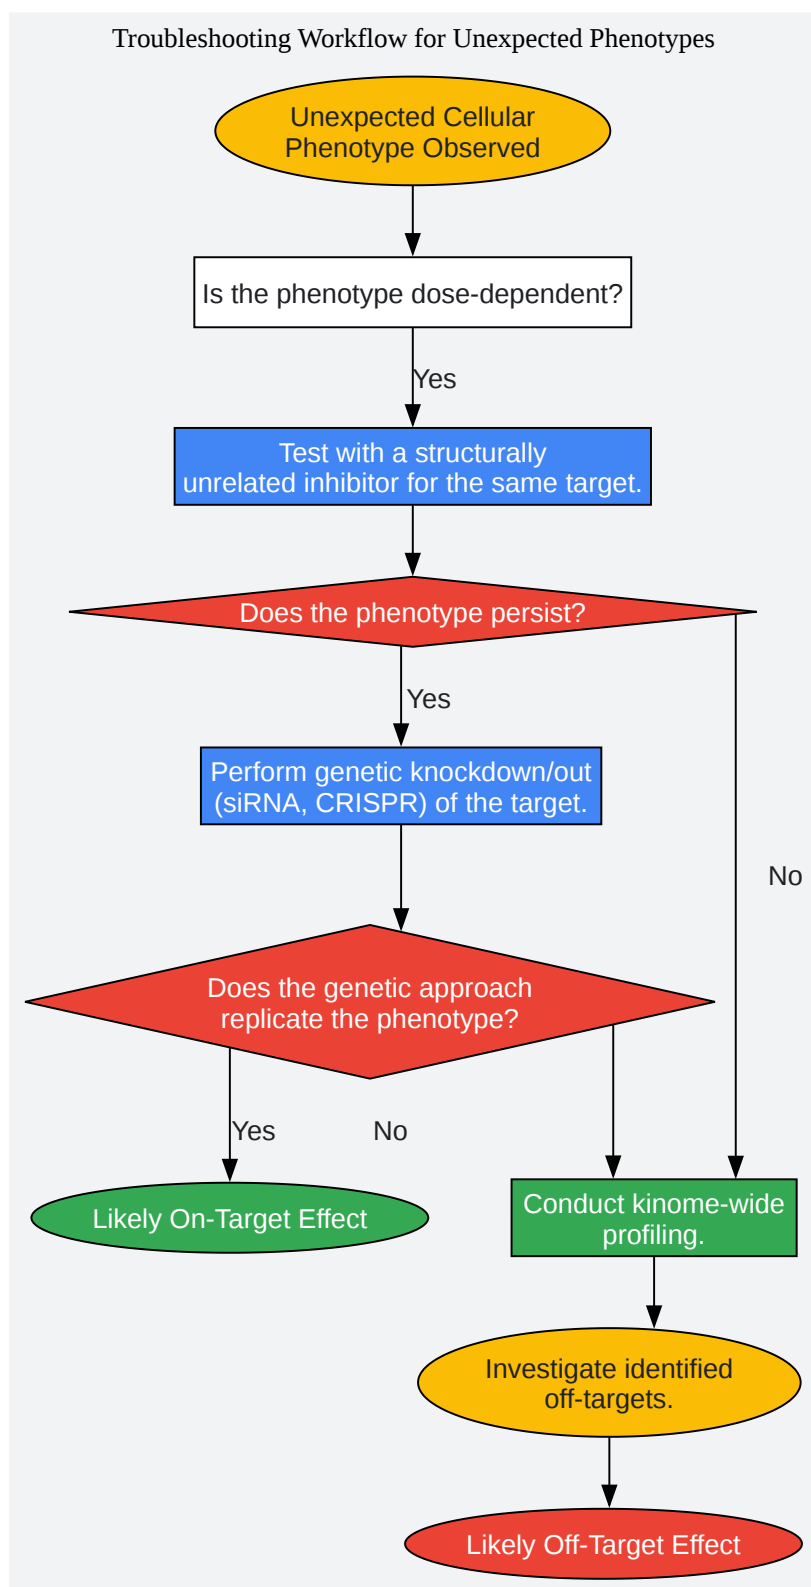 Troubleshooting Workflow for Unexpected Phenotypes
Unexpected Cellular
Phenotype Observed
Is the phenotype dose-dependent?
Yes
Test with a structurally
unrelated inhibitor for the same target.
Does the phenotype persist?
Yes
Perform genetic knockdown/out
(siRNA, CRISPR) of the target.
No
Does the genetic approach
replicate the phenotype?
Yes
No
Likely On-Target Effect
Conduct kinome-wide
profiling.
Investigate identified
off-targets.
Likely Off-Target Effect